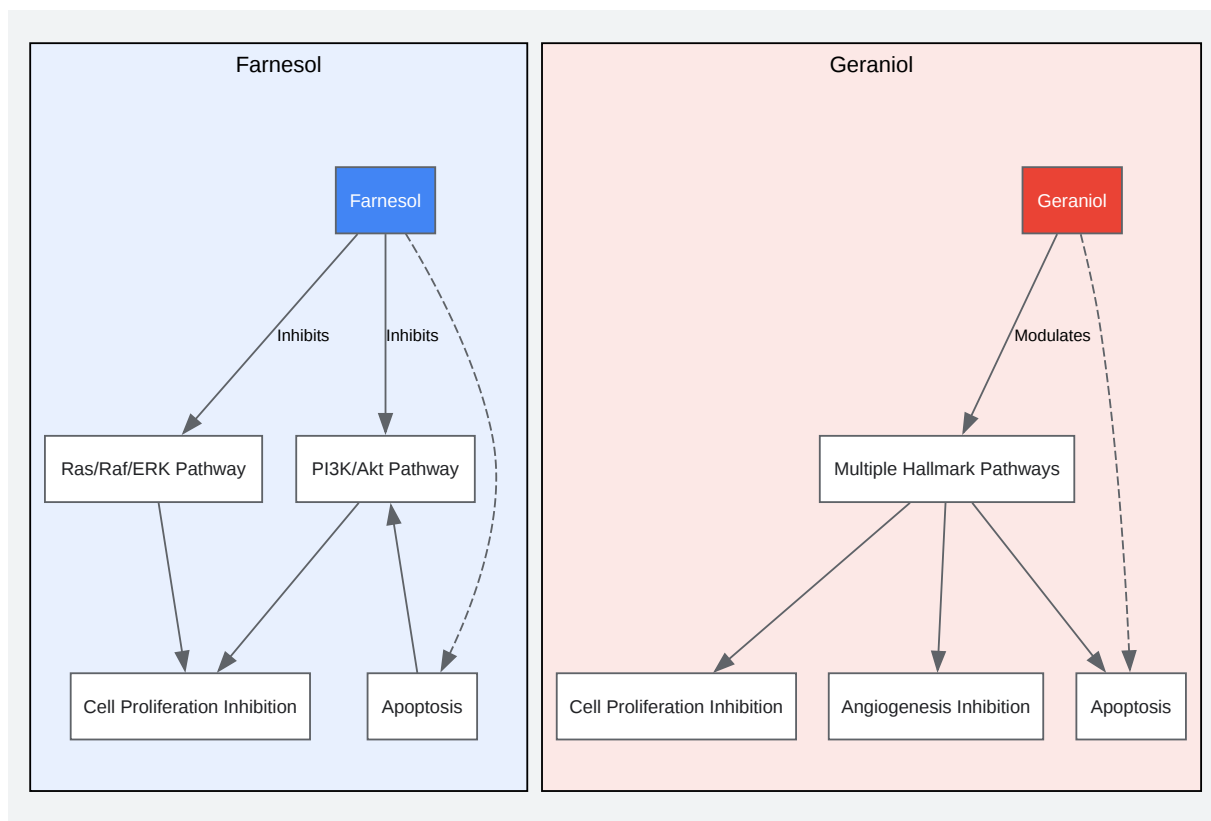 Farnesol
Farnesol
Inhibits
Inhibits
Ras/Raf/ERK Pathway
PI3K/Akt Pathway
Cell Proliferation Inhibition
Apoptosis
Geraniol
Geraniol
Modulates
Multiple Hallmark Pathways
Cell Proliferation Inhibition
Angiogenesis Inhibition
Apoptosis